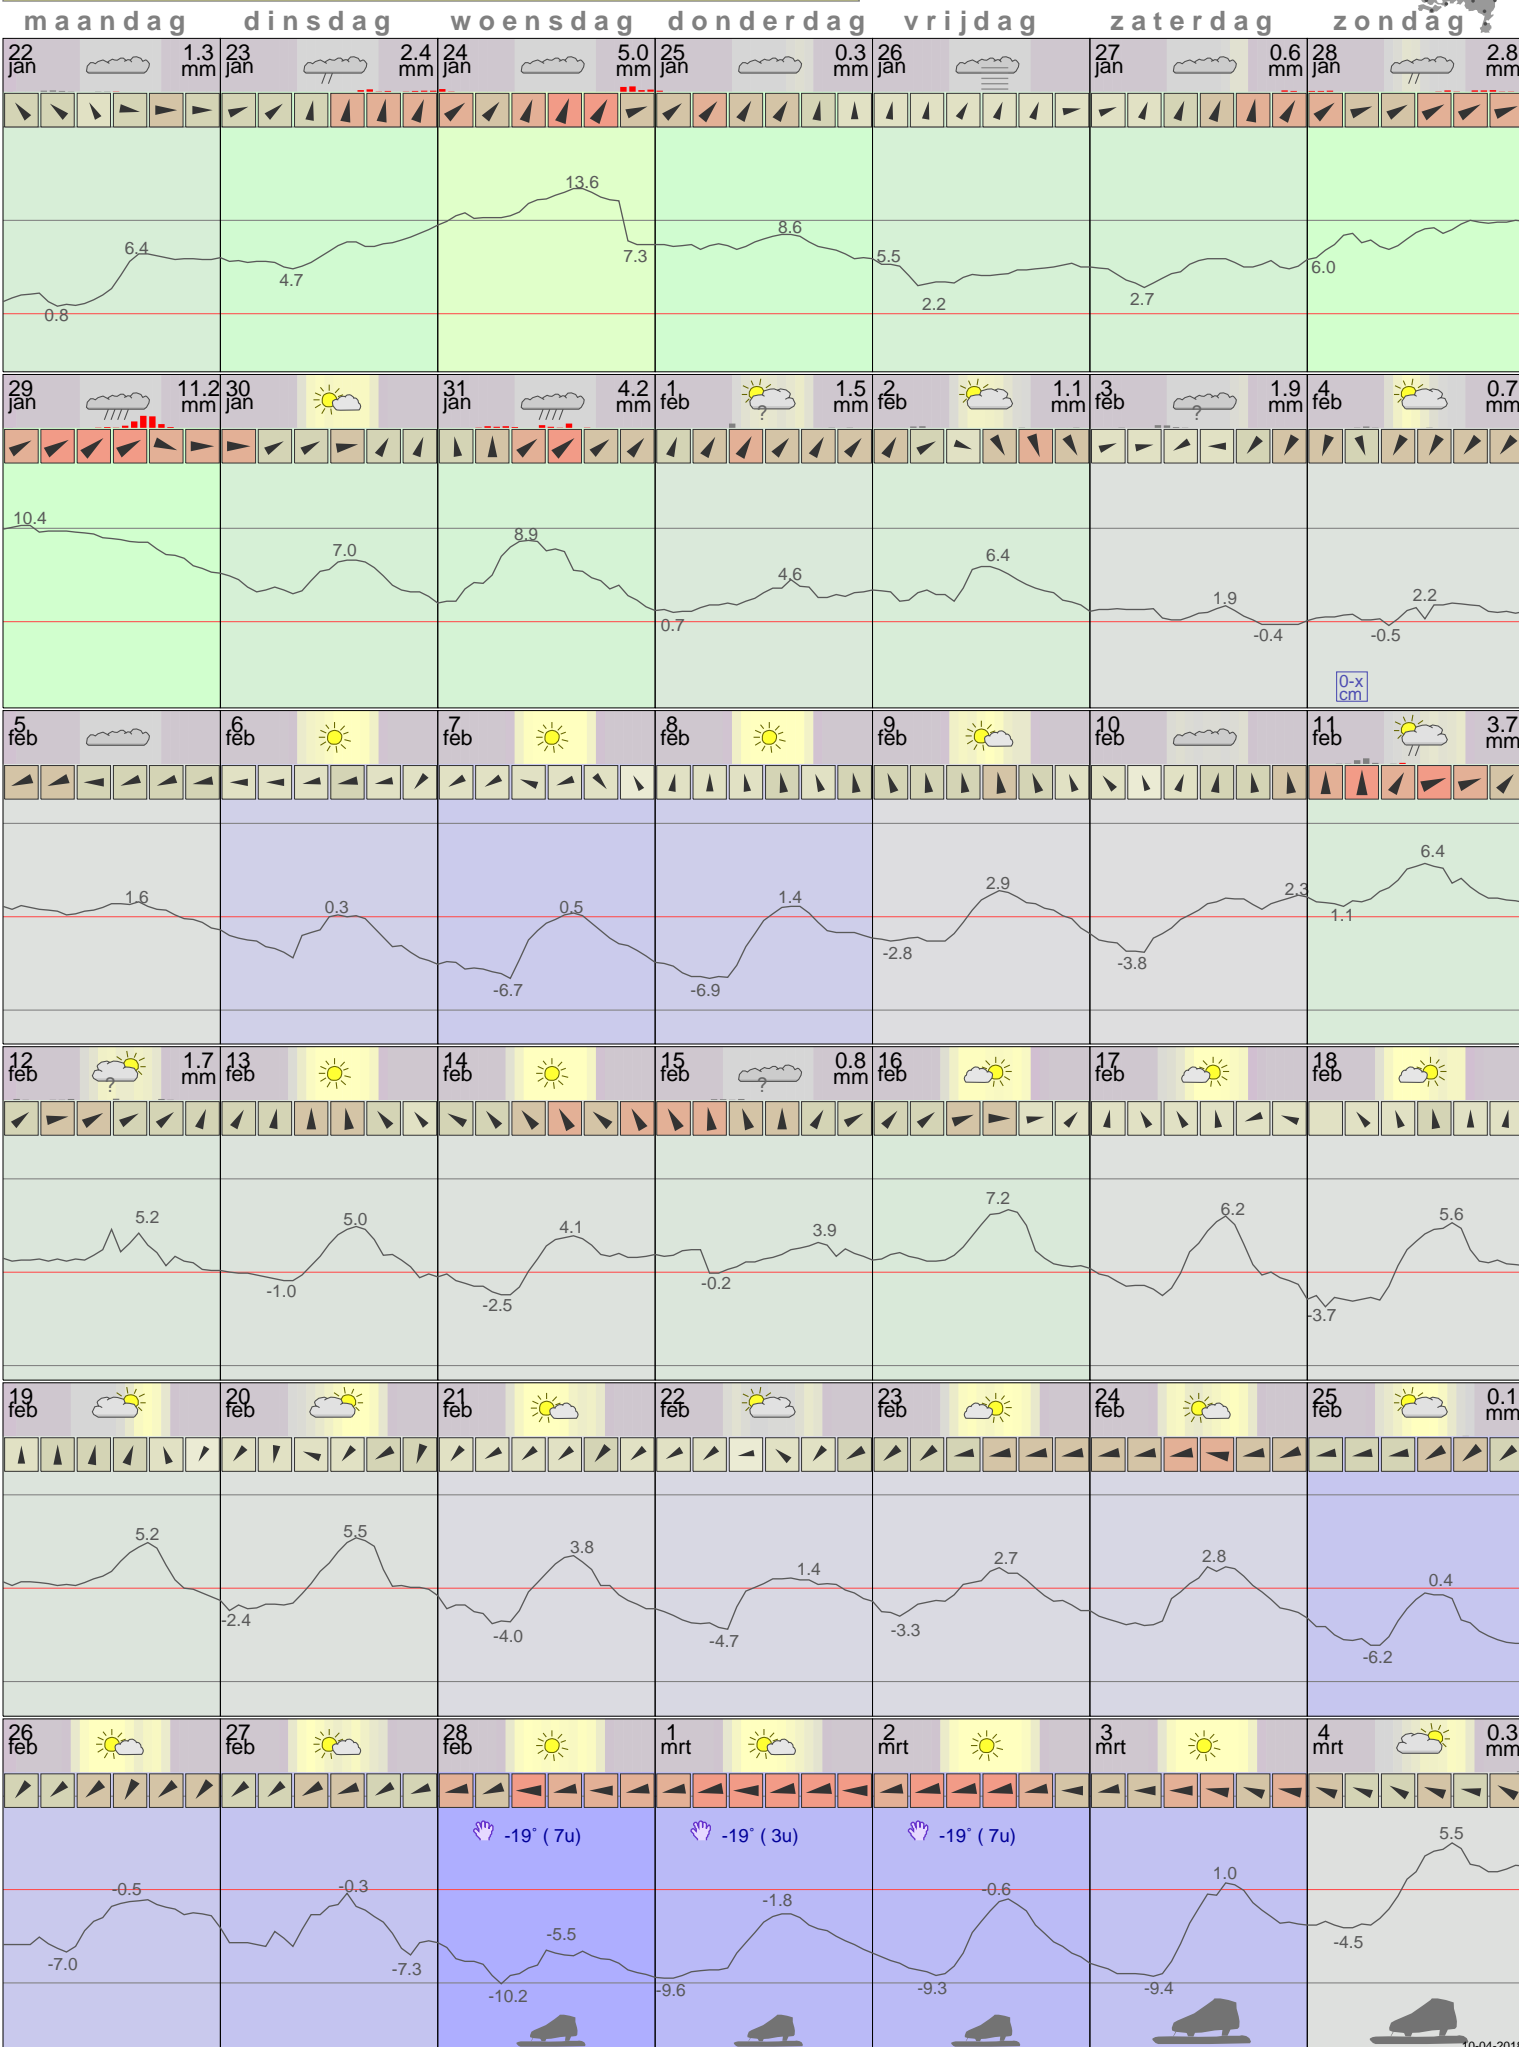 maandag dinsdag woensdag donderdag vrijdag zaterdag zondag
22 jan 1.3 mm 23 jan 2.4 mm 24 jan 5.0 mm 25 jan 0.3 mm 26 jan 27 jan 0.6 mm 28 jan 2.8 mm
13.6
6.4 8.6
4.7 7.3 5.5 6.0
0.8 2.2 2.7
29 jan 11.2 mm 30 jan 31 jan 4.2 mm 1 feb ? 1.5 mm 2 feb 1.1 mm 3 feb ? 1.9 mm 4 feb 0.7 mm
10.4 7.0 8.9 4.6 6.4 1.9 2.2
0.7 -0.4 -0.5
0-x
cm
5 feb 6 feb 7 feb 8 feb 9 feb 10 feb 11 feb 3.7 mm
1.6 0.3 0.5 1.4 2.9 2.3 6.4
-6.7 -6.9 -2.8 -3.8 1.1
12 feb ? 1.7 mm 13 feb 14 feb 15 feb ? 0.8 mm 16 feb 17 feb 18 feb
5.2 5.0 4.1 3.9 7.2 6.2 5.6
-1.0 -2.5 -0.2 -3.7
19 feb 20 feb 21 feb 22 feb 23 feb 24 feb 25 feb 0.1 mm
5.2 5.5 3.8 1.4 2.7 2.8 0.4
-2.4 -4.0 -4.7 -3.3 -6.2
26 feb 27 feb 28 feb 1 mrt 2 mrt 3 mrt 4 mrt 0.3 mm
-19° ( 7u) -19° ( 3u) -19° ( 7u)
-0.5 -0.3 -5.5 -1.8 -0.6 1.0 5.5
-7.0 -7.3 -10.2 -9.6 -9.3 -9.4 -4.5
10-04-2018